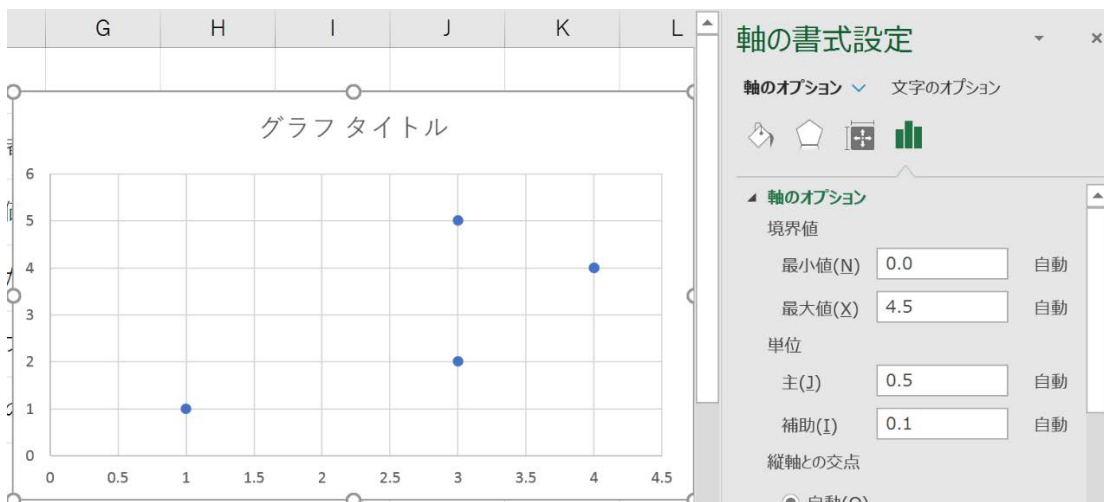 G H I J K L
グラフ タイトル
6
5
4
3
2
1
0
0 0.5 1 1.5 2 2.5 3 3.5 4 4.5
軸の書式設定
軸のオプション 文字のオプション
軸のオプション
境界値
最小値(N) 0.0 自動
最大値(X) 4.5 自動
単位
主(J) 0.5 自動
補助(I) 0.1 自動
縦軸との交点
自動(O)